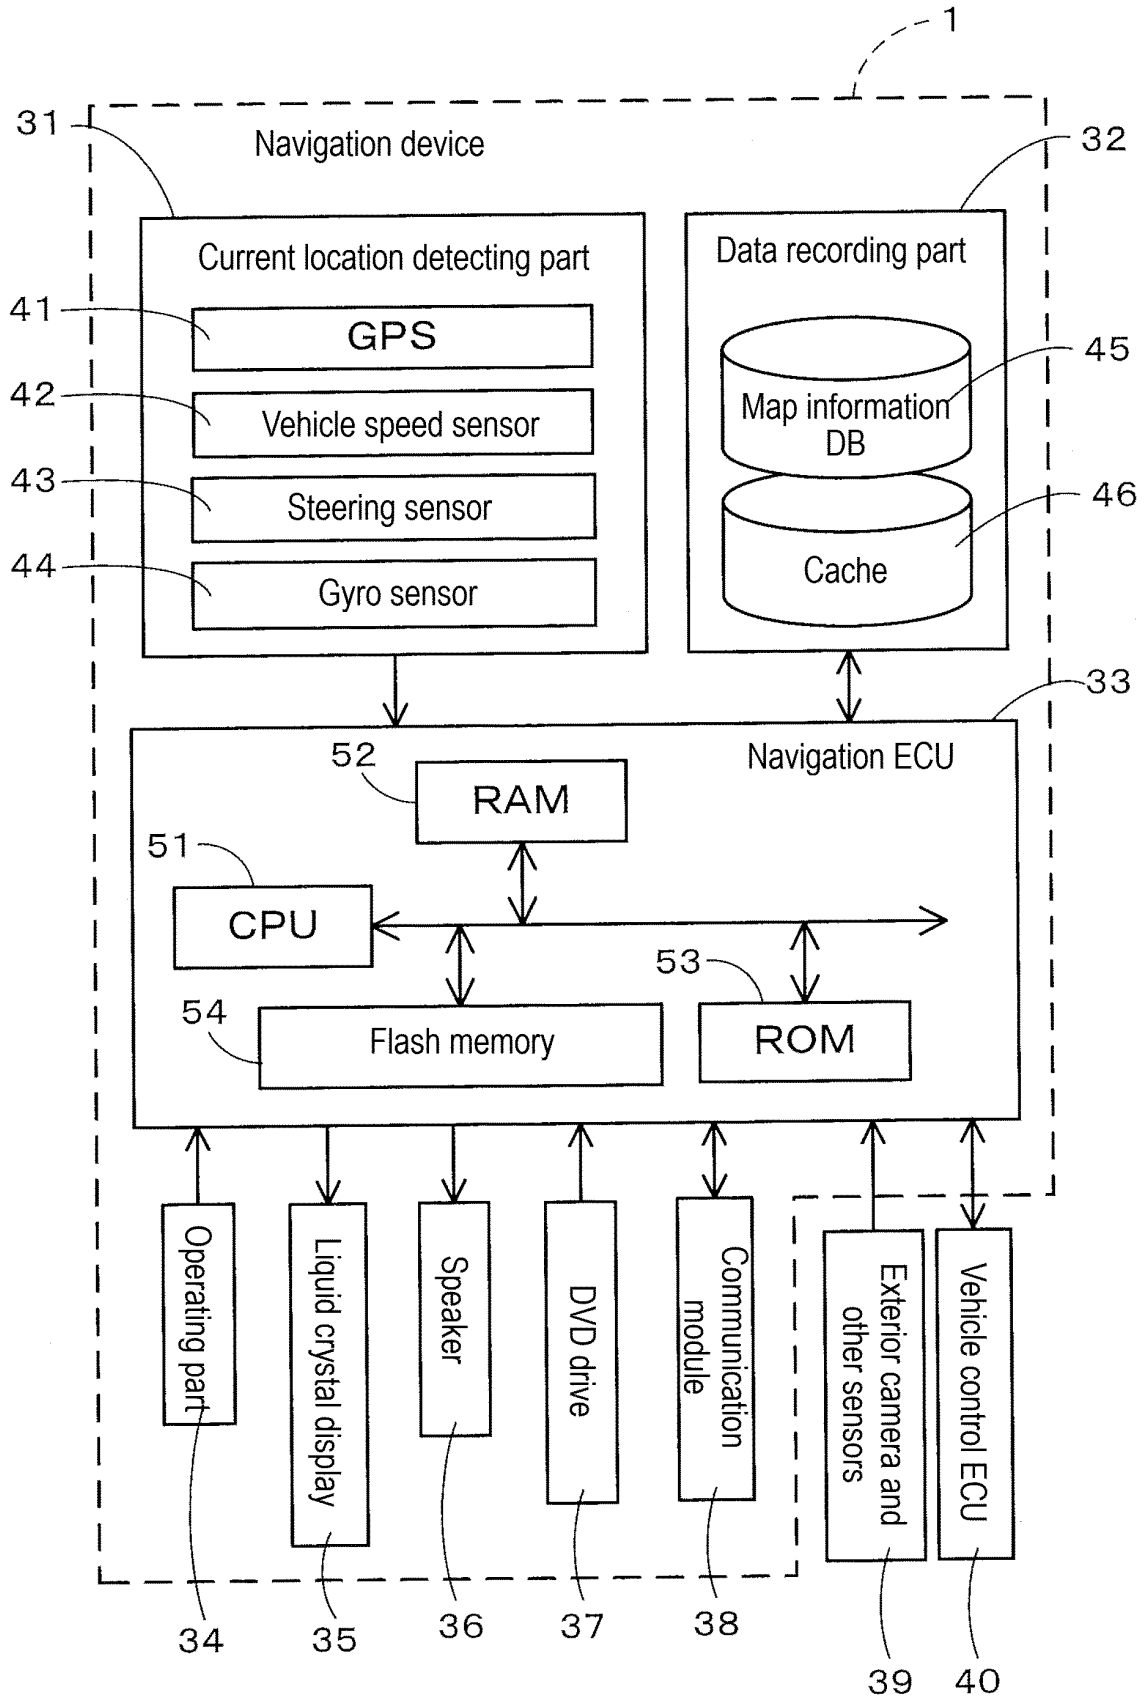 1
31
Navigation device
32
Current location detecting part
Data recording part
41
GPS
45
42
Vehicle speed sensor
Map information
DB
43
Steering sensor
46
44
Gyro sensor
Cache
33
52
Navigation ECU
RAM
51
CPU
53
54
Flash memory
ROM
Operating part
Liquid crystal display
Speaker
DVD drive
Communication
module
Exterior camera and
other sensors
Vehicle control ECU
34
35
36
37
38
39
40